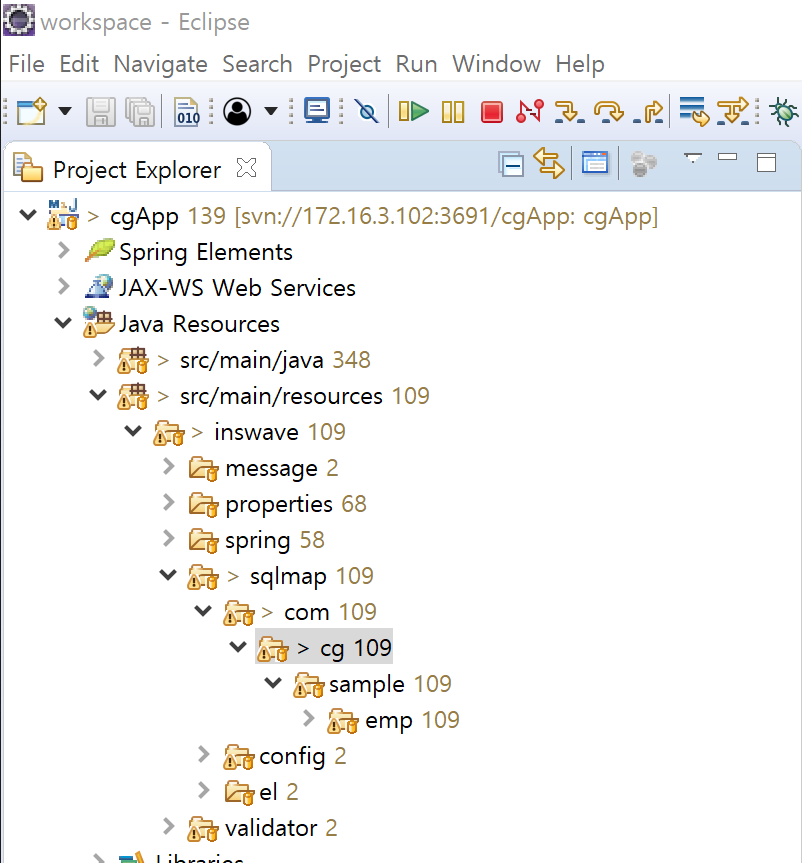 workspace - Eclipse
File Edit Navigate Search Project Run Window Help
010
Project Explorer
> cgApp 139 [svn://172.16.3.102:3691/cgApp: cgApp]
Spring Elements
JAX-WS Web Services
Java Resources
> src/main/java 348
> src/main/resources 109
> inswave 109
message 2
properties 68
spring 58
> sqlmap 109
> com 109
> cg 109
sample 109
emp 109
config 2
el 2
validator 2
Libraries